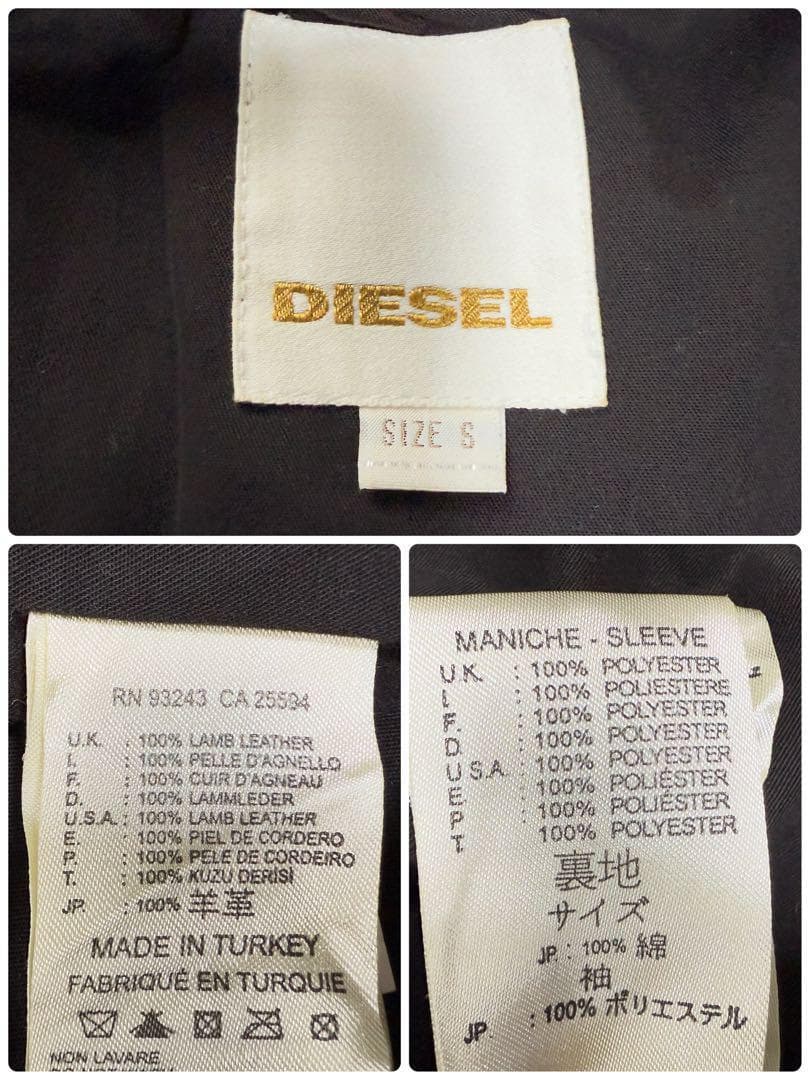 DIESEL
SIZE S
RN 93243 CA 25594
U.K. : 100% LAMB LEATHER
I. : 100% PELLE D'AGNELLO
F. : 100% CUIR D'AGNEAU
D. : 100% LAMMLEDER
U.S.A.: 100% LAMB LEATHER
E. : 100% PIEL DE CORDERO
P. : 100% PELE DE CORDEIRO
T. : 100% KUZU DERİSİ
JP. : 100% 羊革
MADE IN TURKEY
FABRIQUÉ EN TURQUIE
NON LAVARE
MANICHE - SLEEVE
U.K. : 100% POLYESTER
I. : 100% POLIESTERE
F. : 100% POLYESTER
D. : 100% POLYESTER
U.S.A. : 100% POLYESTER
E. : 100% POLIÉSTER
P. : 100% POLIÉSTER
T. 100% POLYESTER
裏地
サイズ
JP.: 100% 綿
袖
JP. : 100% ポリエステル